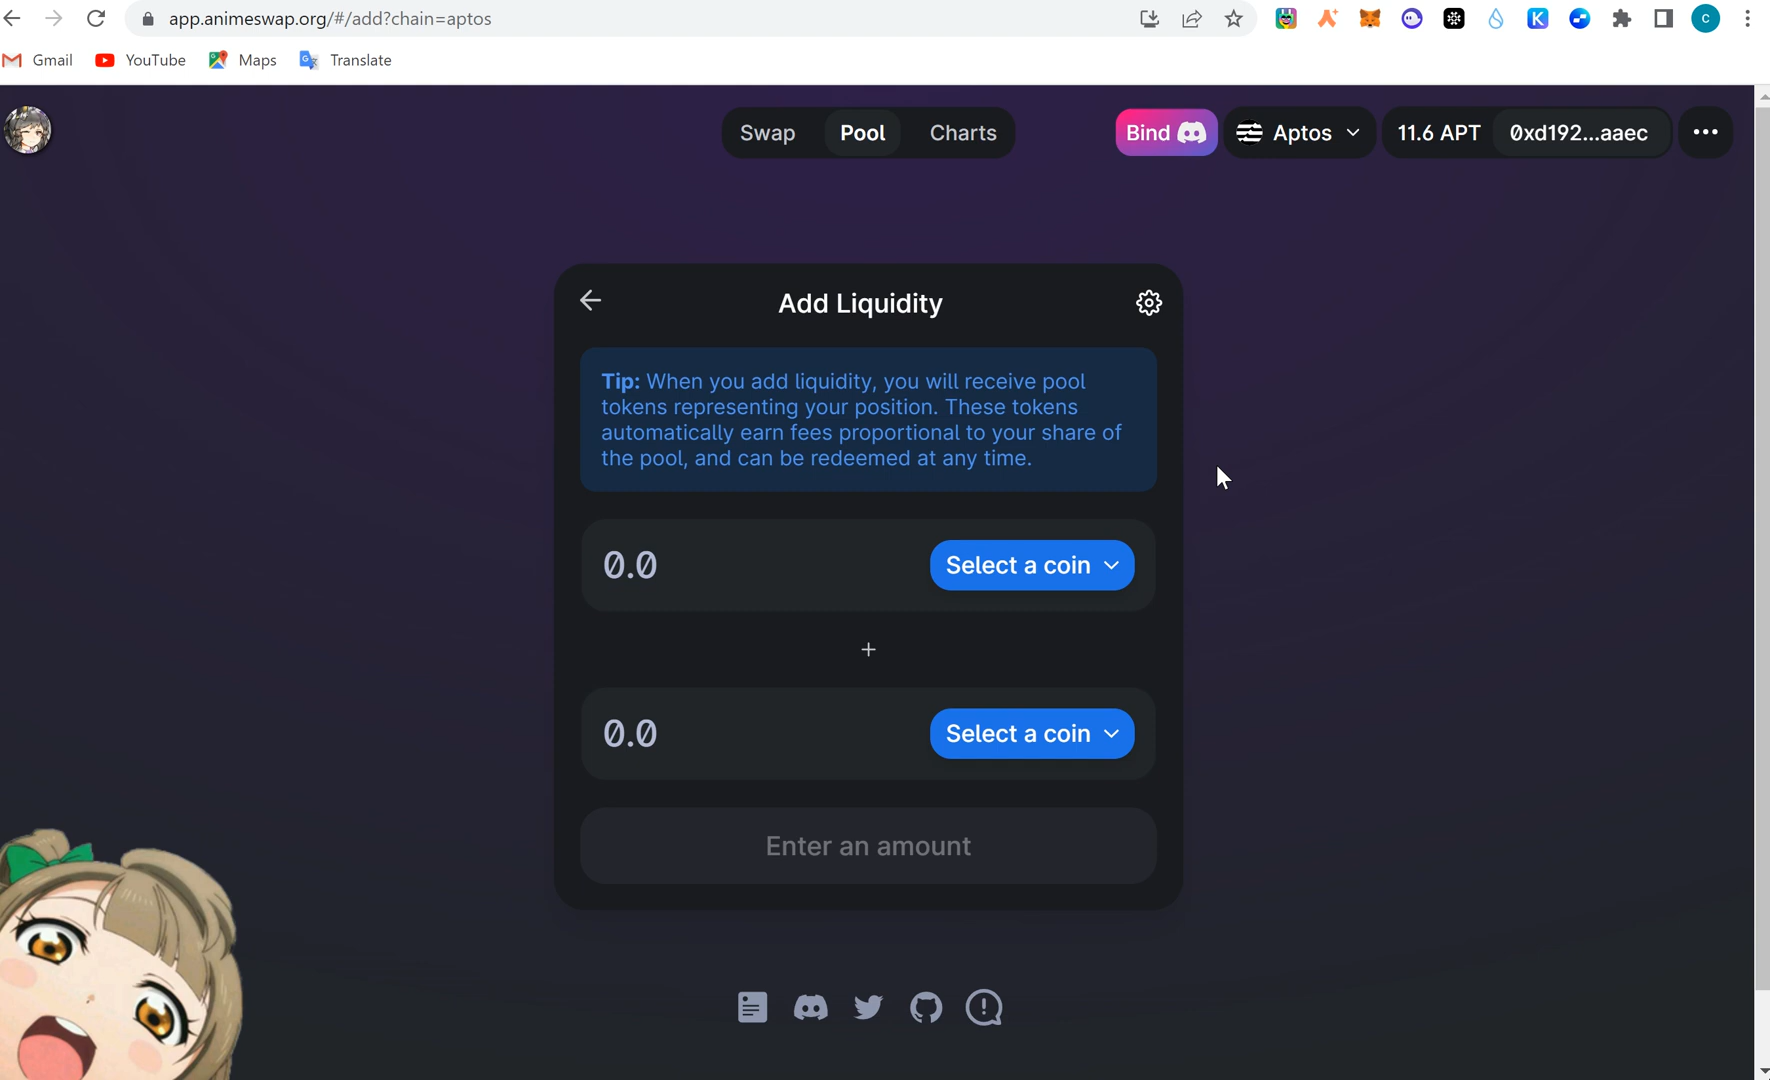 app.animeswap.org/#/add?chain=aptos
K
C
Gmail
YouTube
Maps
Translate
Swap
Pool
Charts
Bind
Aptos
11.6 APT
0xd192...aaec
Add Liquidity
Tip: When you add liquidity, you will receive pool
tokens representing your position. These tokens
automatically earn fees proportional to your share of
the pool, and can be redeemed at any time.
0.0
Select a coin
+
0.0
Select a coin
Enter an amount